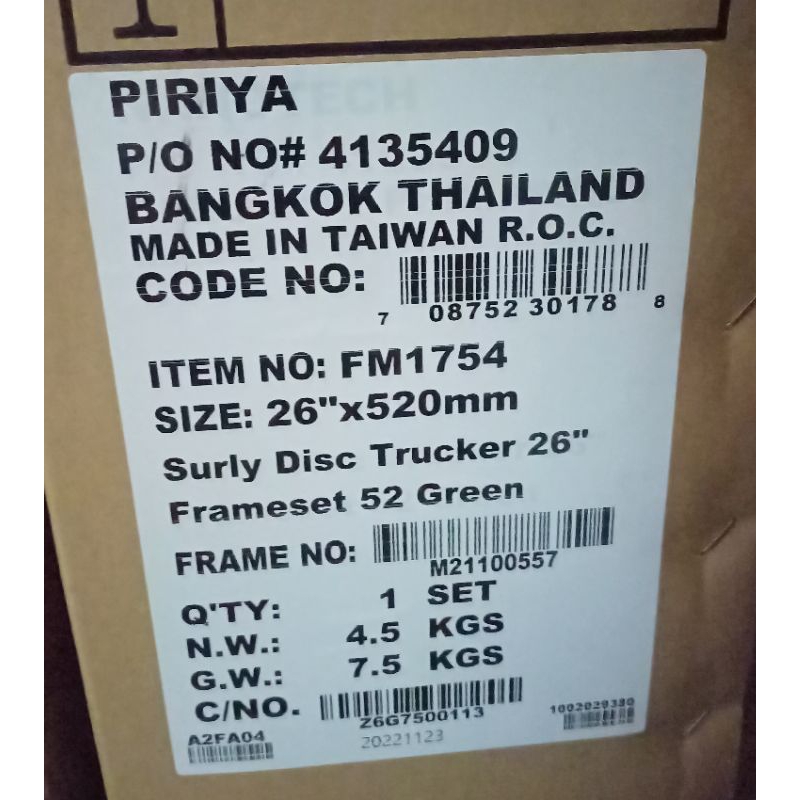 1
PIRIYA
P/O NO# 4135409
BANGKOK THAILAND
MADE IN TAIWAN R.O.C.
CODE NO:
7 08752 30178 8
ITEM NO: FM1754
SIZE: 26"x520mm
Surly Disc Trucker 26"
Frameset 52 Green
FRAME NO:
M21100557
Q'TY: 1 SET
N.W.: 4.5 KGS
G.W.: 7.5 KGS
C/NO.
Z6G7500113
1002029380
A2FA04
20221123